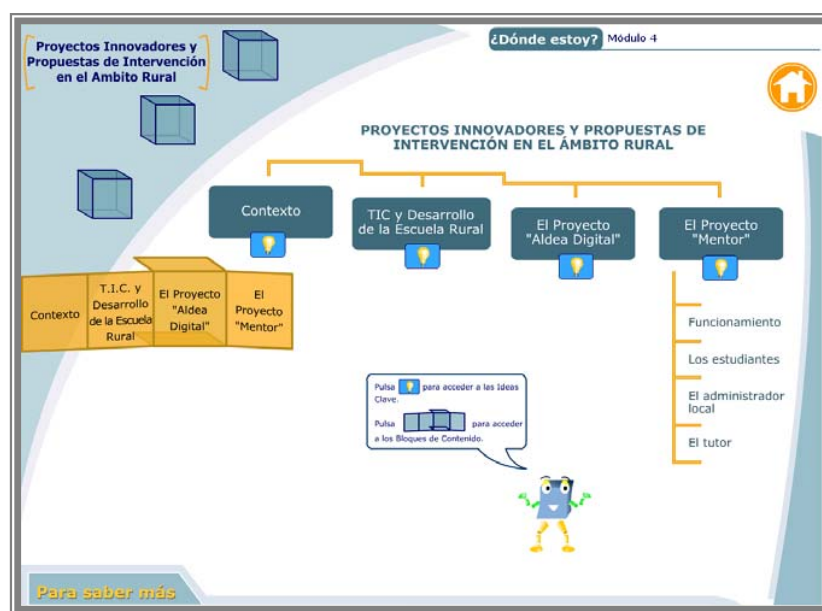 Proyectos Innovadores y
Propuestas de Intervención
en el Ambito Rural
¿Dónde estoy? Módulo 4
PROYECTOS INNOVADORES Y PROPUESTAS DE
INTERVENCIÓN EN EL ÁMBITO RURAL
Contexto
TIC y Desarrollo
de la Escuela Rural
El Proyecto
"Aldea Digital"
El Proyecto
"Mentor"
Contexto
T.I.C. y
Desarrollo
de la Escuela
Rural
El Proyecto
"Aldea
Digital"
El
Proyecto
"Mentor"
Funcionamiento
Los estudiantes
El administrador
local
El tutor
Pulsa para acceder a las Ideas
Clave.
Pulsa para acceder
a los Bloques de Contenido.
Para saber más